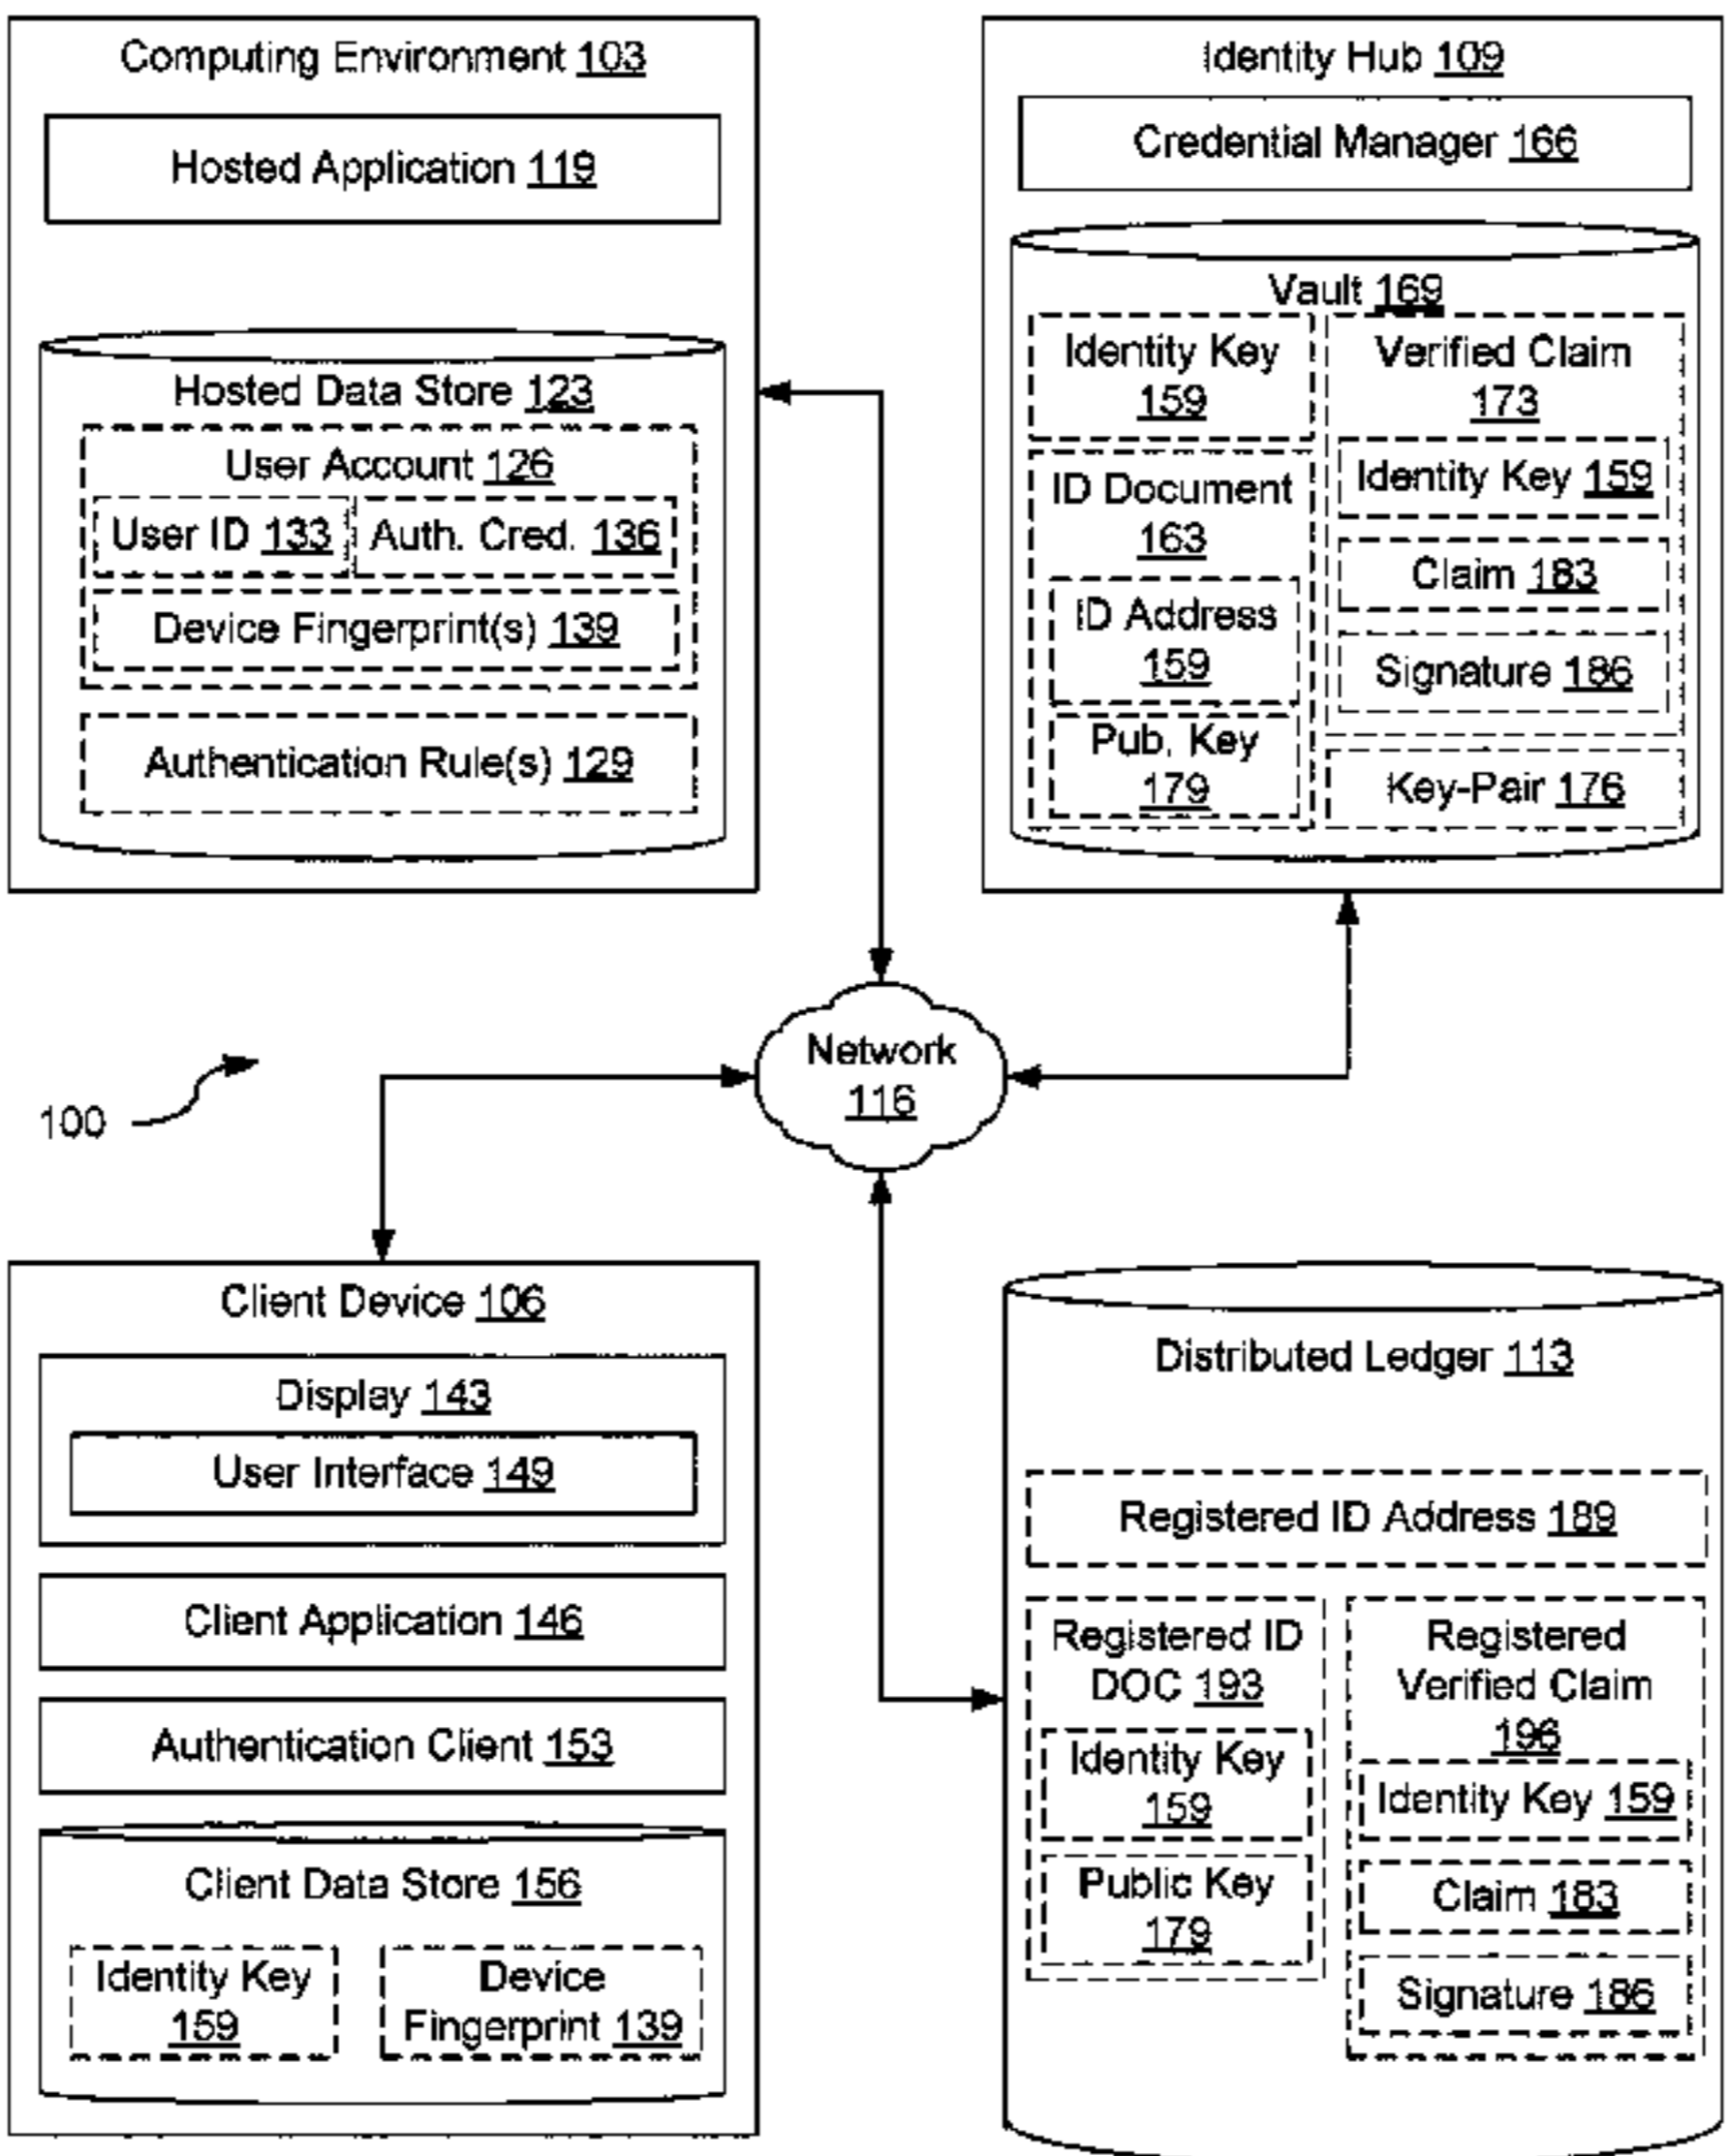 Computing Environment 103
Hosted Application 119
Hosted Data Store 123
User Account 126
User ID 133
Auth. Cred. 136
Device Fingerprint(s) 139
Authentication Rule(s) 129
Identity Hub 109
Credential Manager 166
Vault 169
Identity Key
159
ID Document
163
ID Address
159
Pub. Key
179
Verified Claim
173
Identity Key 159
Claim 183
Signature 186
Key-Pair 176
Network
116
100
Client Device 106
Display 143
User Interface 149
Client Application 146
Authentication Client 153
Client Data Store 156
Identity Key
159
Device
Fingerprint 139
Distributed Ledger 113
Registered ID Address 189
Registered ID
DOC 193
Identity Key
159
Public Key
179
Registered
Verified Claim
196
Identity Key 159
Claim 183
Signature 186